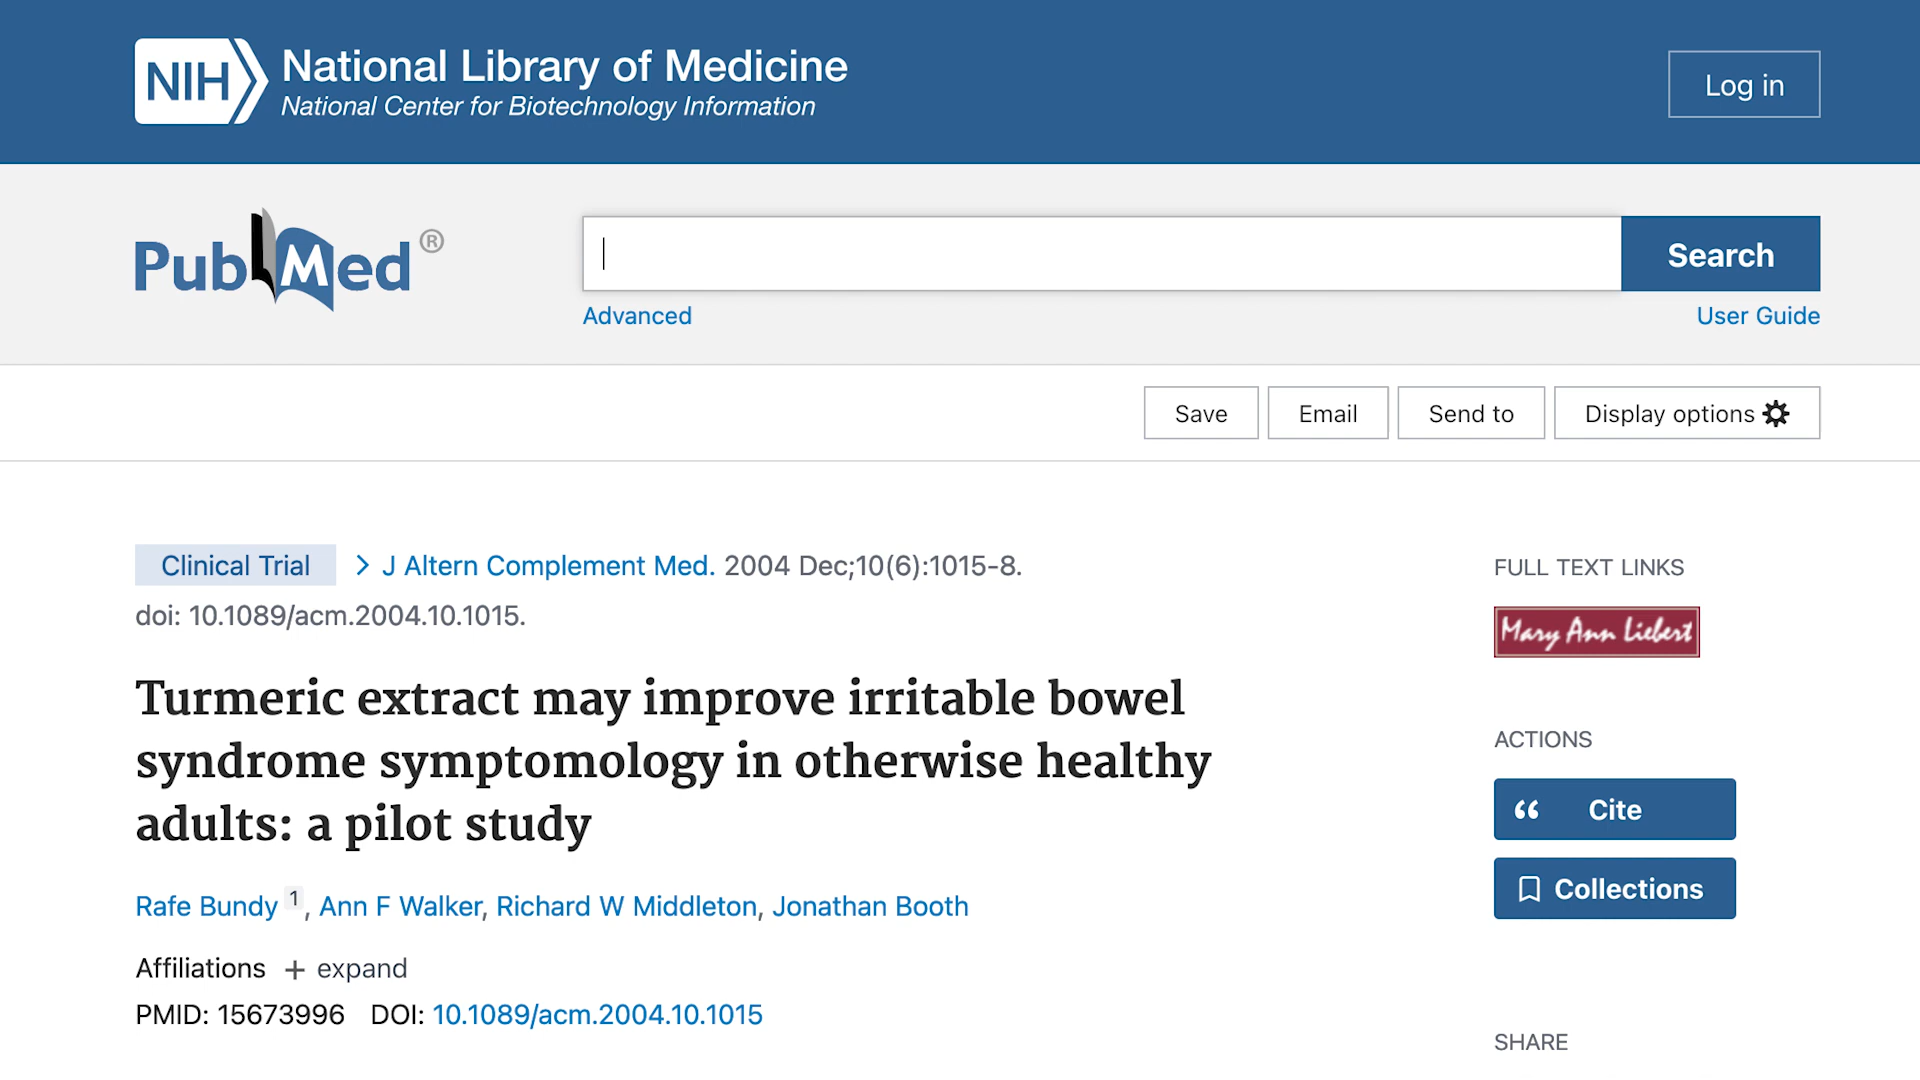 NIH National Library of Medicine
National Center for Biotechnology Information
Log in
PubMed®
Search
Advanced
User Guide
Save
Email
Send to
Display options
Clinical Trial > J Altern Complement Med. 2004 Dec;10(6):1015-8.
doi: 10.1089/acm.2004.10.1015.
Turmeric extract may improve irritable bowel
syndrome symptomology in otherwise healthy
adults: a pilot study
Rafe Bundy 1, Ann F Walker, Richard W Middleton, Jonathan Booth
Affiliations + expand
PMID: 15673996 DOI: 10.1089/acm.2004.10.1015
FULL TEXT LINKS
Mary Ann Liebert
ACTIONS
Cite
Collections
SHARE